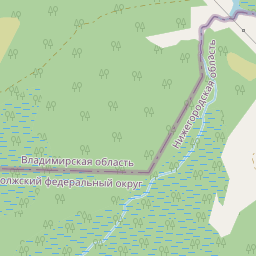 Нижегородская область
Владимирская область
олжский федеральный округ